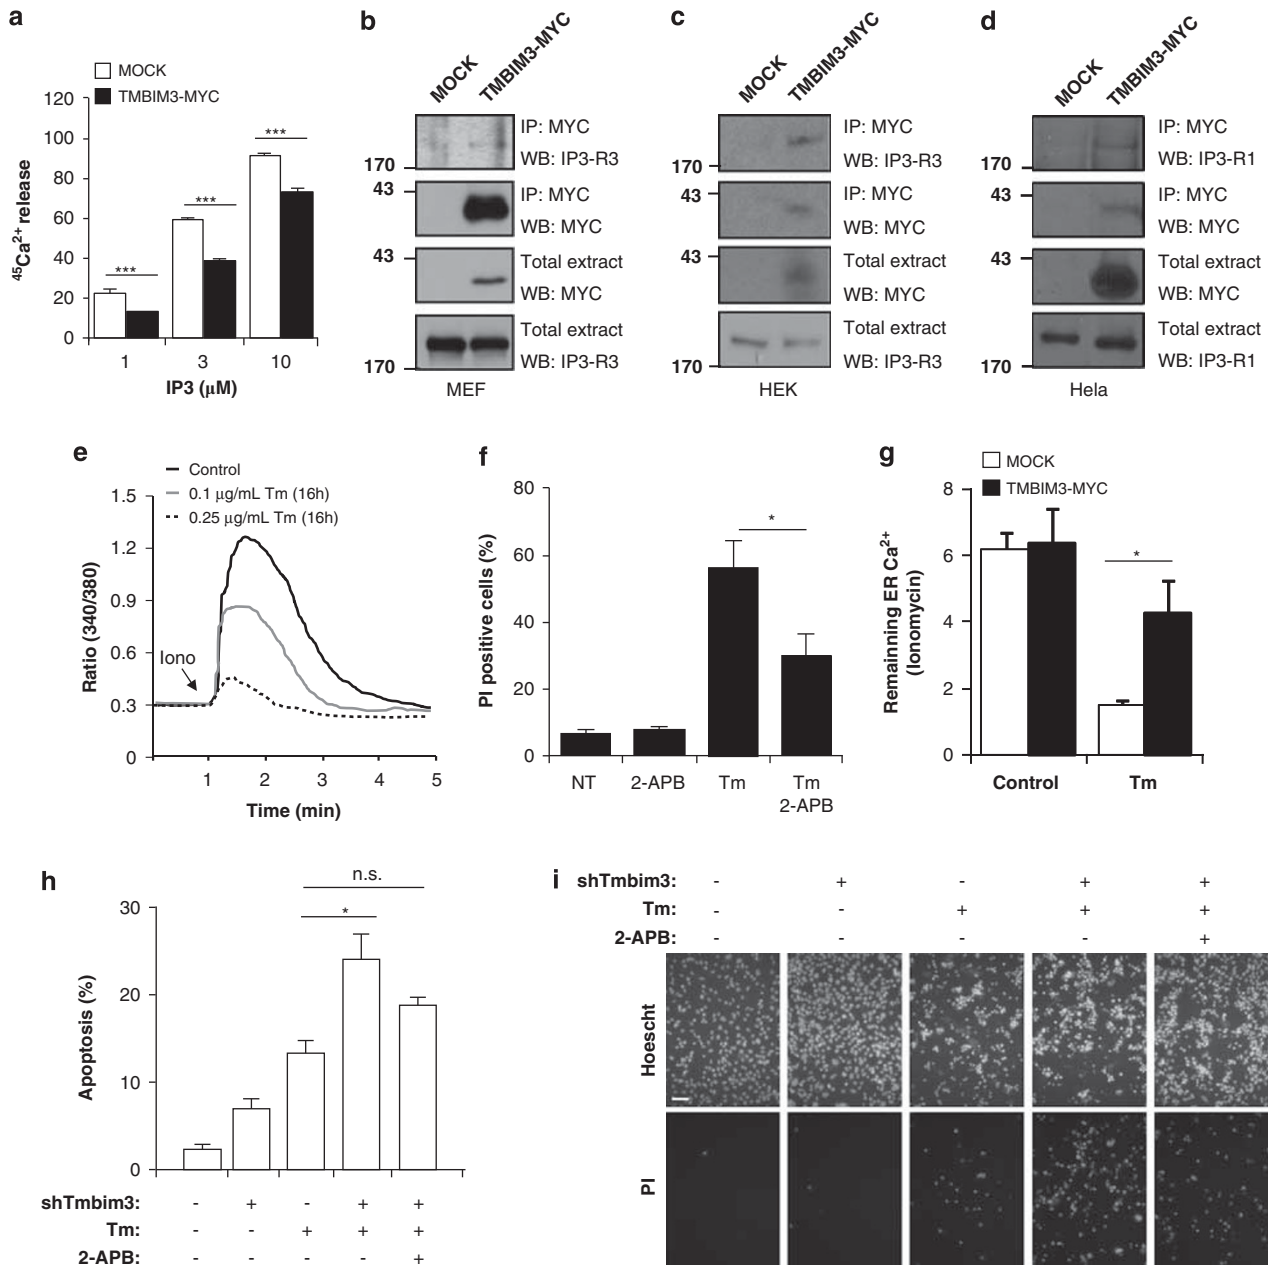 a
MOCK
TMBIM3-MYC
120
100
80
60
40
20
0
45Ca2+ release
***
***
***
1 3 10
IP3 (µM)
b
MOCK TMBIM3-MYC
IP: MYC
WB: IP3-R3
170
43
IP: MYC
WB: MYC
43
Total extract
WB: MYC
Total extract
WB: IP3-R3
170
MEF
c
MOCK TMBIM3-MYC
IP: MYC
WB: IP3-R3
170
43
IP: MYC
WB: MYC
43
Total extract
WB: MYC
Total extract
WB: IP3-R3
170
HEK
d
MOCK TMBIM3-MYC
IP: MYC
WB: IP3-R1
170
43
IP: MYC
WB: MYC
43
Total extract
WB: MYC
Total extract
WB: IP3-R1
170
Hela
e
Control
0.1 µg/mL Tm (16h)
0.25 µg/mL Tm (16h)
1.5
1.2
0.9
0.6
0.3
0
Ratio (340/380)
Iono
1 2 3 4 5
Time (min)
f
80
60
40
20
0
PI positive cells (%)
*
NT 2-APB Tm Tm
2-APB
g
MOCK
TMBIM3-MYC
8
6
4
2
0
Remainning ER Ca2+
(Ionomycin)
*
Control Tm
h
n.s.
*
30
20
10
0
Apoptosis (%)
shTmbim3: - + - + +
Tm: - - + + +
2-APB: - - - - +
i
shTmbim3: - + - + +
Tm: - - + + +
2-APB: - - - - +
Hoescht
PI